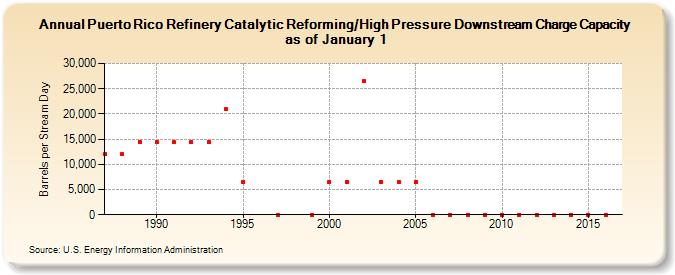 Annual Puerto Rico Refinery Catalytic Reforming/High Pressure Downstream Charge Capacity
as of January 1
Barrels per Stream Day
30,000
25,000
20,000
15,000
10,000
5,000
0
1990 1995 2000 2005 2010 2015
Source: U.S. Energy Information Administration